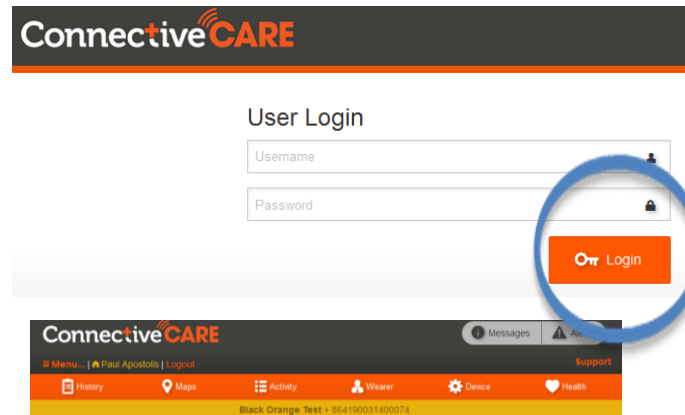 ConnectiveCARE
User Login
Username
Password
Login
ConnectiveCARE
Messages
Menu... | Paul Apostolis | Logout
Support
History Maps Activity Wearer Device Health
Black Orange Test + 864190031400074